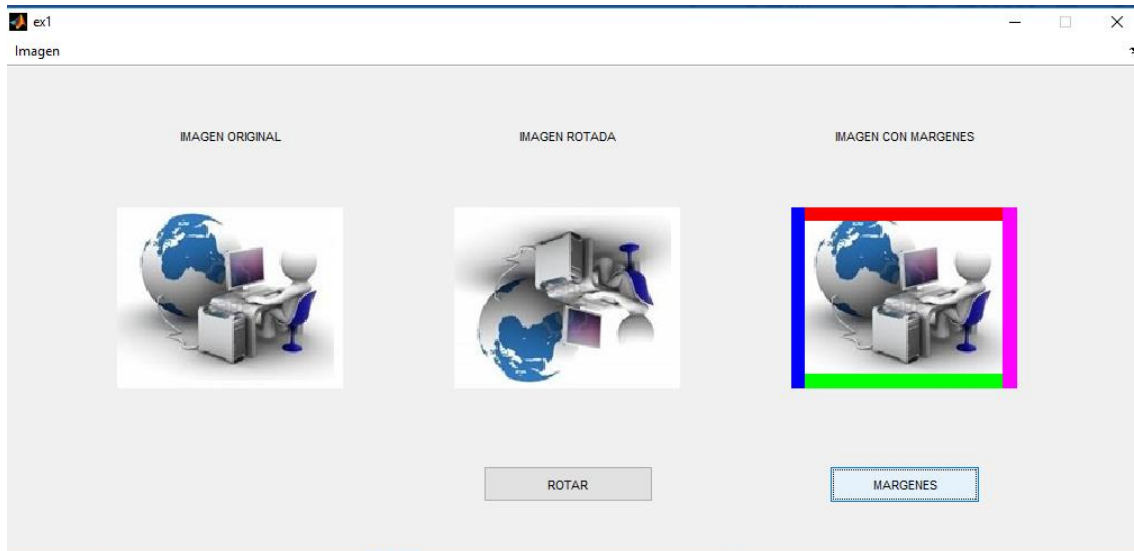 ex1
Imagen
IMAGEN ORIGINAL
IMAGEN ROTADA
IMAGEN CON MARGENES
ROTAR
MARGENES